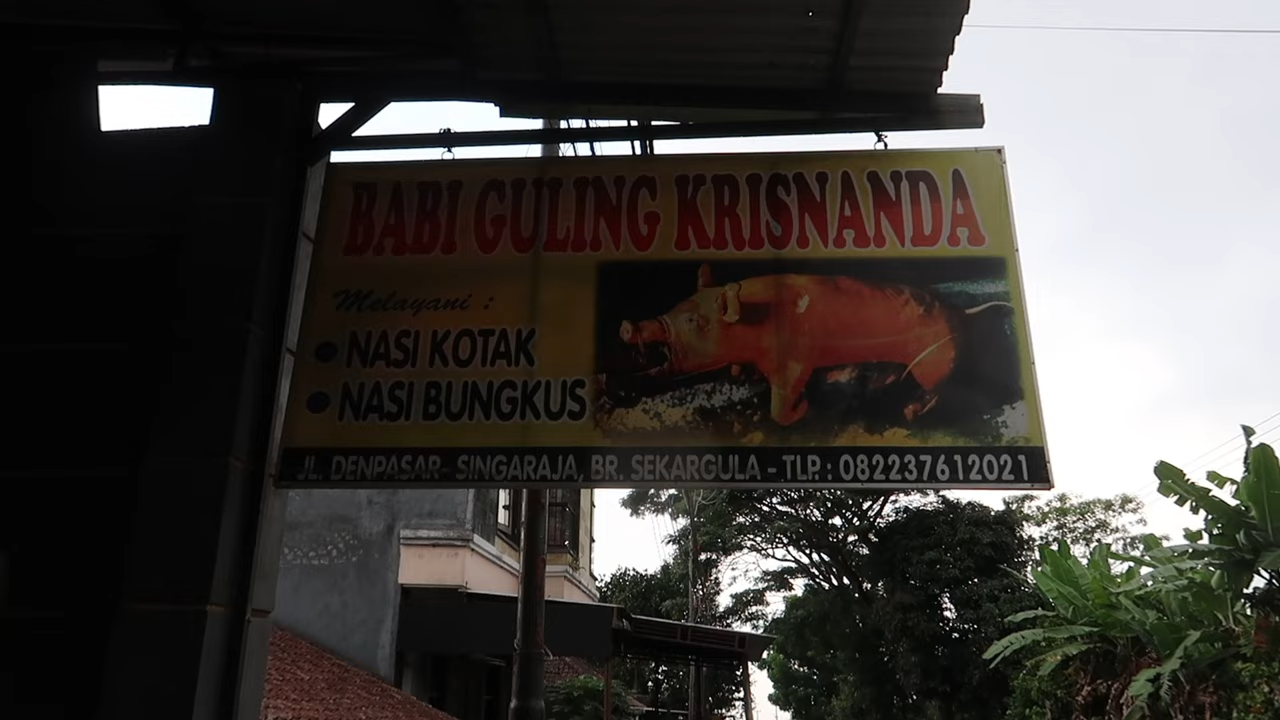 BABI GULING KRISNANDA
Melayani :
NASI KOTAK
NASI BUNGKUS
JL. DENPASAR- SINGARAJA, BR. SEKARGULA - TLP. : 082237612021